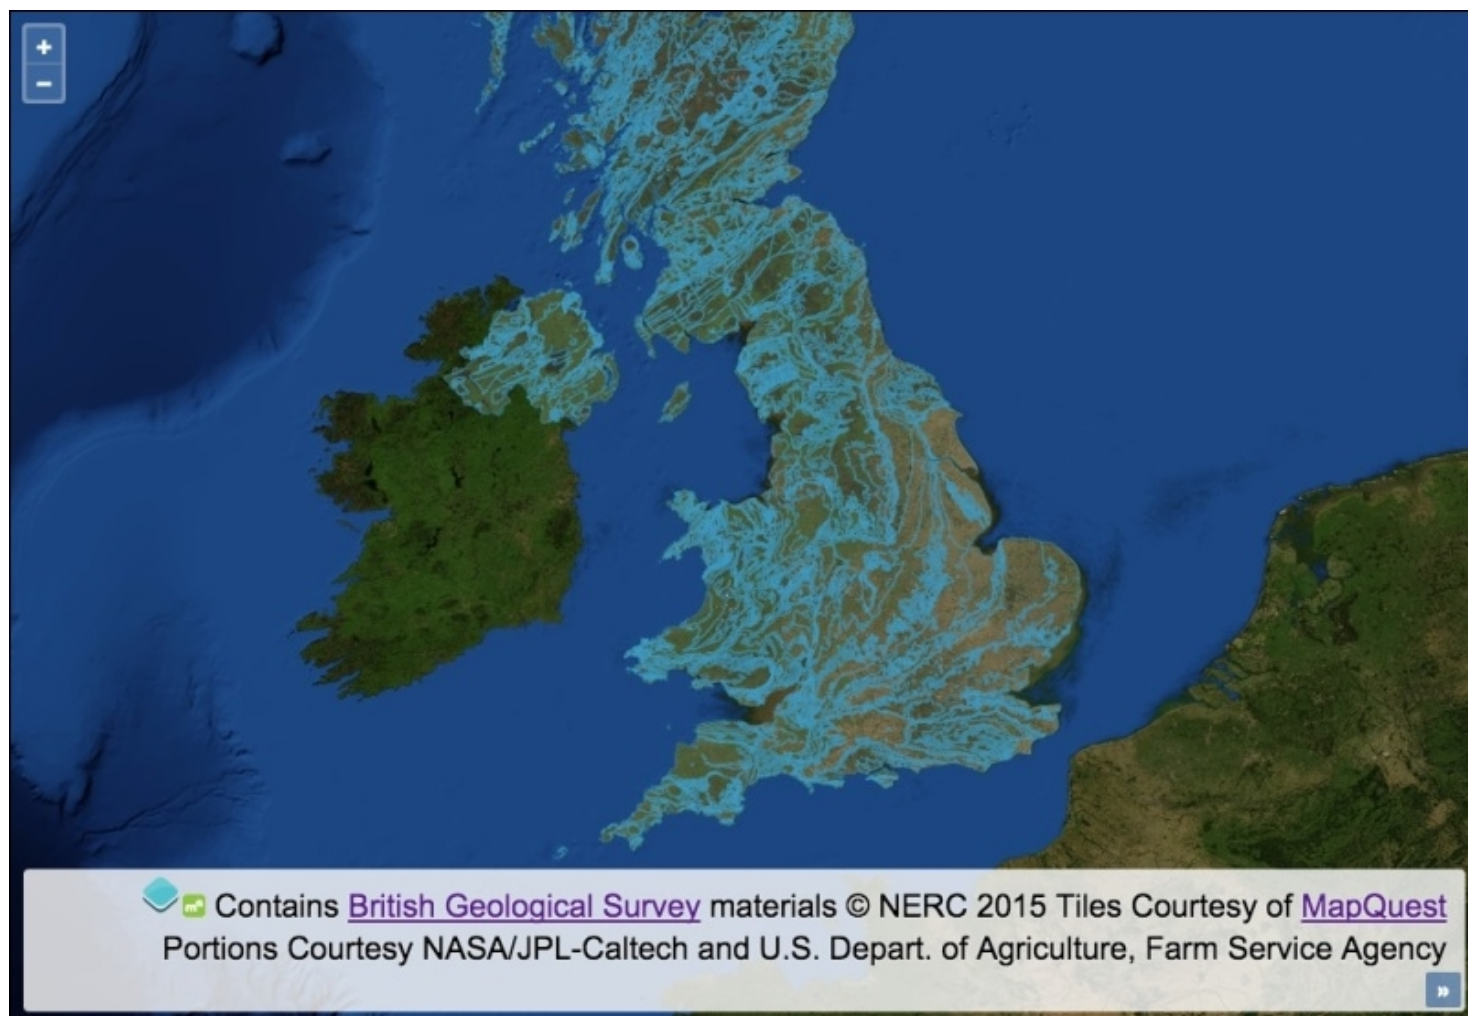 +
−
Contains British Geological Survey materials © NERC 2015 Tiles Courtesy of MapQuest
Portions Courtesy NASA/JPL-Caltech and U.S. Depart. of Agriculture, Farm Service Agency
»